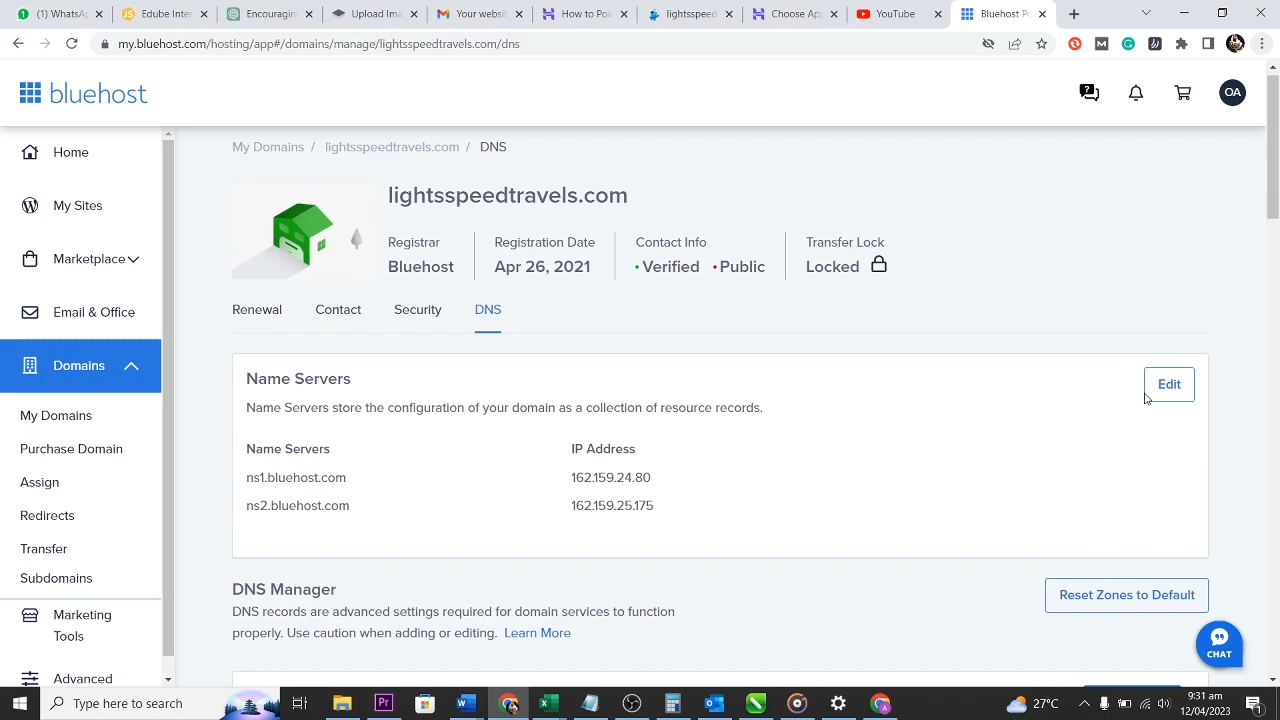 (1) WhatsA
Edube Inter
Engineering
Upload Ima
Your websit
How to Poi
lightsspeed
Choose App
YouTube
Bluehost Po
my.bluehost.com/hosting/app#/domains/manage/lightsspeedtravels.com/dns
bluehost
OA
Home
My Sites
Marketplace
Email & Office
Domains
My Domains
Purchase Domain
Assign
Redirects
Transfer
Subdomains
Marketing
Tools
Advanced
My Domains / lightsspeedtravels.com / DNS
lightsspeedtravels.com
Registrar
Bluehost
Registration Date
Apr 26, 2021
Contact Info
Verified Public
Transfer Lock
Locked
Renewal Contact Security DNS
Name Servers
Edit
Name Servers store the configuration of your domain as a collection of resource records.
Name Servers IP Address
ns1.bluehost.com 162.159.24.80
ns2.bluehost.com 162.159.25.175
DNS Manager
Reset Zones to Default
DNS records are advanced settings required for domain services to function
properly. Use caution when adding or editing. Learn More
CHAT
Type here to search
27°C
9:31 am
12/04/2023